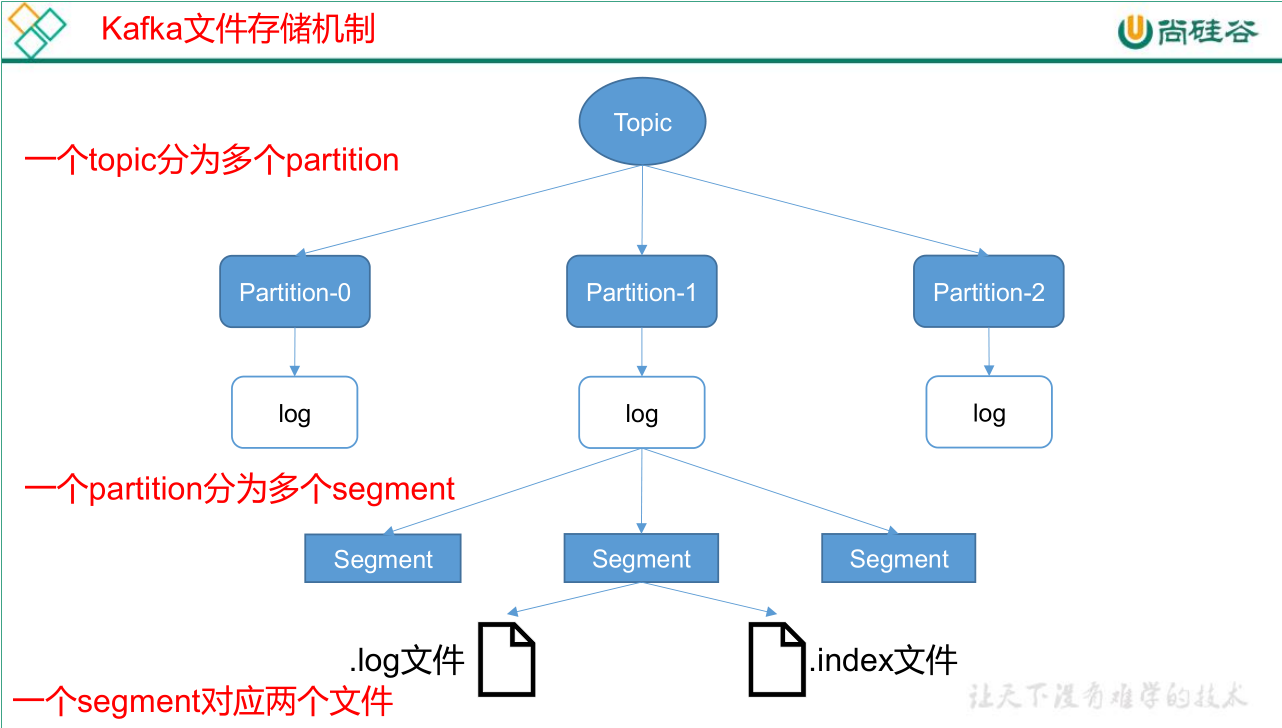 Kafka文件存储机制
尚硅谷
Topic
一个topic分为多个partition
Partition-0
Partition-1
Partition-2
log
log
log
一个partition分为多个segment
Segment
Segment
Segment
.log文件
.index文件
一个segment对应两个文件
让天下没有难学的技术